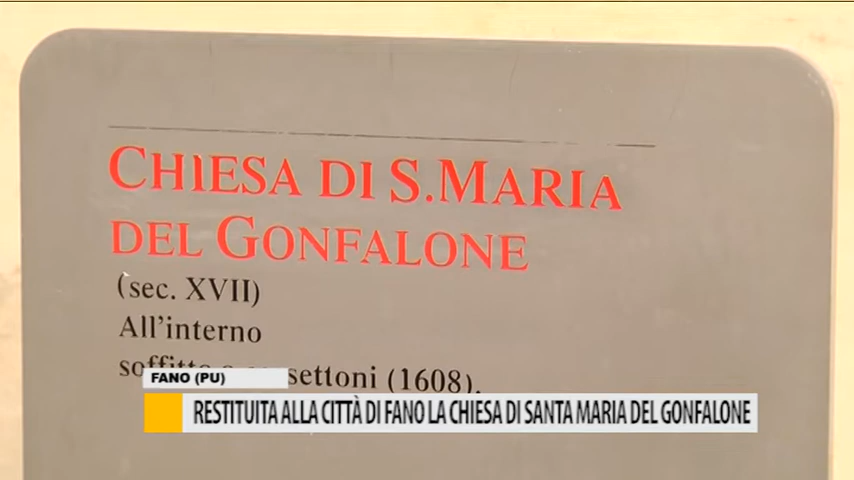 CHIESA DI S. MARIA
DEL GONFALONE
(sec. XVII)
All'interno
soffitto settoni (1608).
FANO (PU)
RESTITUITA ALLA CITTÀ DI FANO LA CHIESA DI SANTA MARIA DEL GONFALONE